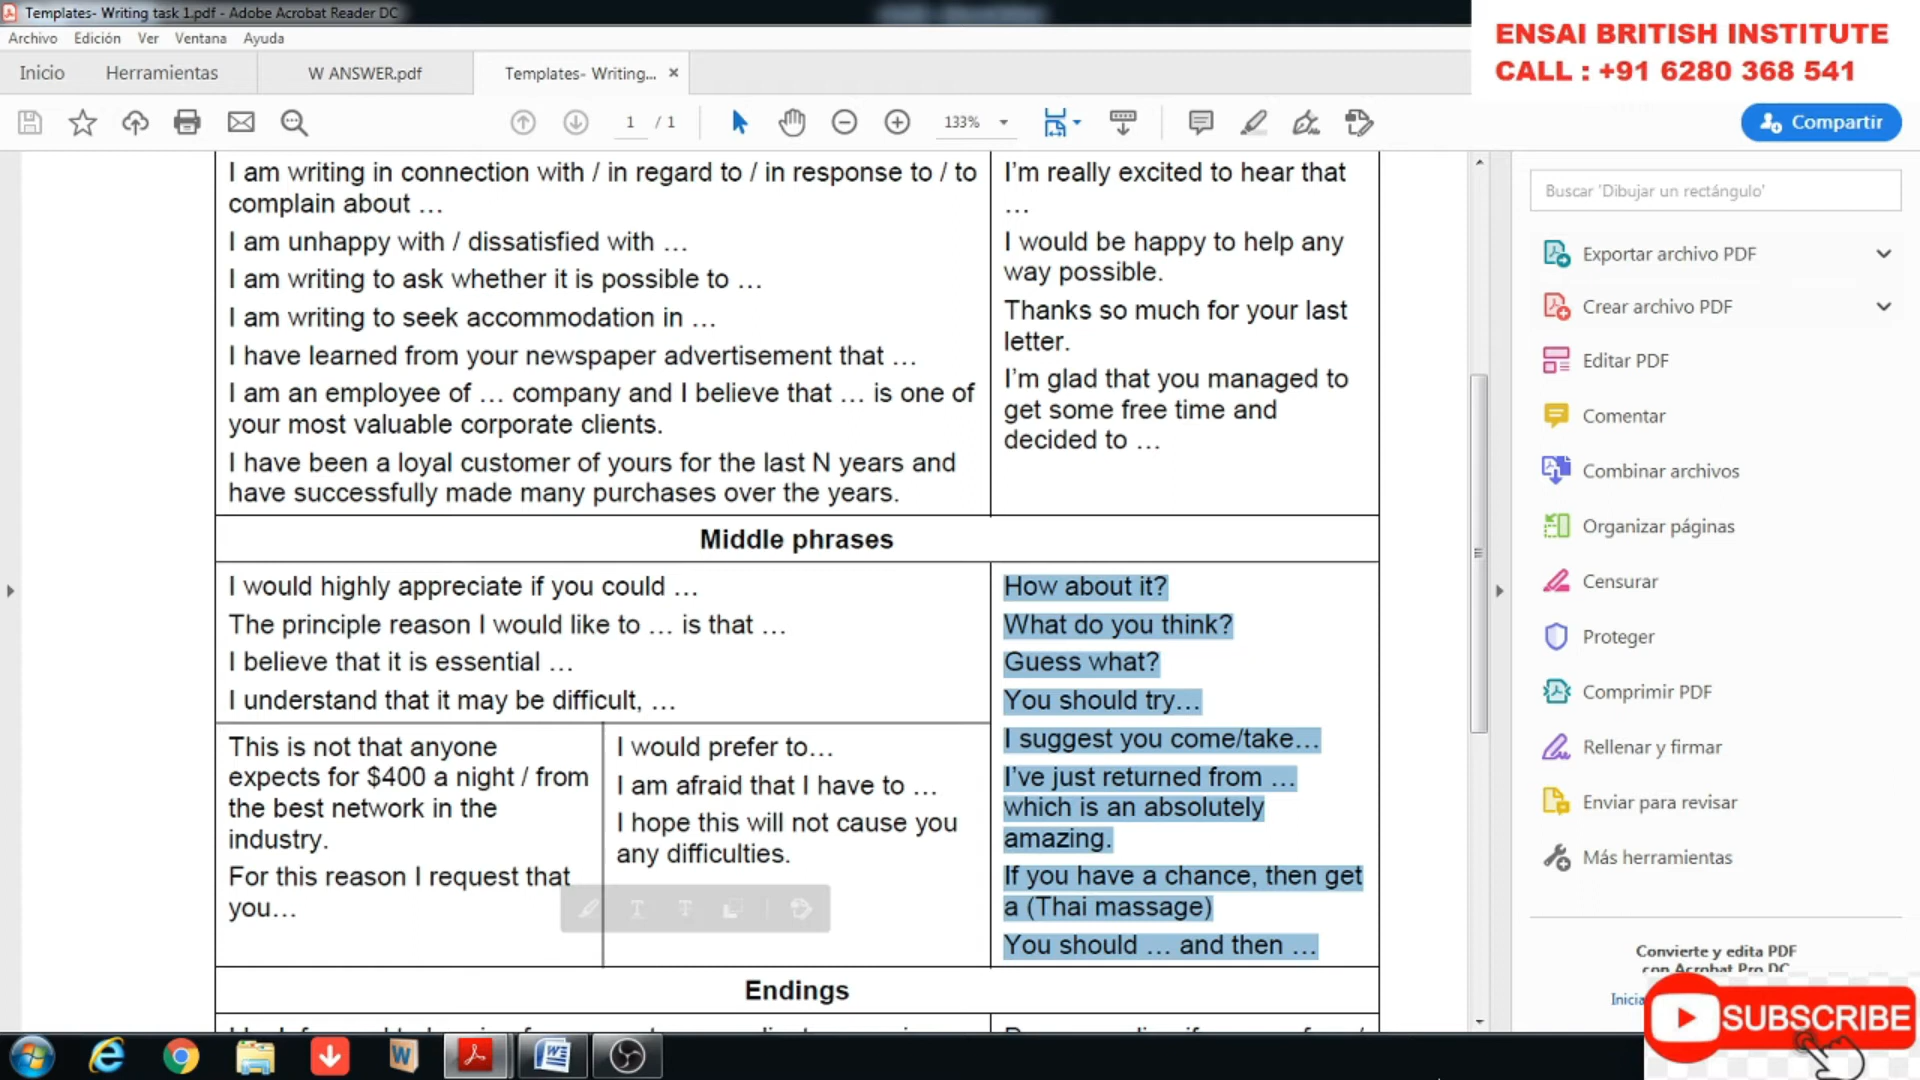 Templates- Writing task 1.pdf - Adobe Acrobat Reader DC
Archivo Edición Ver Ventana Ayuda
Inicio Herramientas W ANSWER.pdf Templates- Writing... ×
ENSAI BRITISH INSTITUTE
CALL : +91 6280 368 541
1 / 1 133% Compartir
I am writing in connection with / in regard to / in response to / to
complain about …
I am unhappy with / dissatisfied with …
I am writing to ask whether it is possible to …
I am writing to seek accommodation in …
I have learned from your newspaper advertisement that …
I am an employee of … company and I believe that … is one of
your most valuable corporate clients.
I have been a loyal customer of yours for the last N years and
have successfully made many purchases over the years.
I'm really excited to hear that
…
I would be happy to help any
way possible.
Thanks so much for your last
letter.
I'm glad that you managed to
get some free time and
decided to …
Middle phrases
I would highly appreciate if you could …
The principle reason I would like to … is that …
I believe that it is essential …
I understand that it may be difficult, …
This is not that anyone
expects for $400 a night / from
the best network in the
industry.
For this reason I request that
you…
I would prefer to…
I am afraid that I have to …
I hope this will not cause you
any difficulties.
How about it?
What do you think?
Guess what?
You should try…
I suggest you come/take…
I've just returned from …
which is an absolutely
amazing.
If you have a chance, then get
a (Thai massage)
You should … and then …
Endings
Buscar 'Dibujar un rectángulo'
Exportar archivo PDF
Crear archivo PDF
Editar PDF
Comentar
Combinar archivos
Organizar páginas
Censurar
Proteger
Comprimir PDF
Rellenar y firmar
Enviar para revisar
Más herramientas
Convierte y edita PDF
con Acrobat Pro DC
SUBSCRIBE